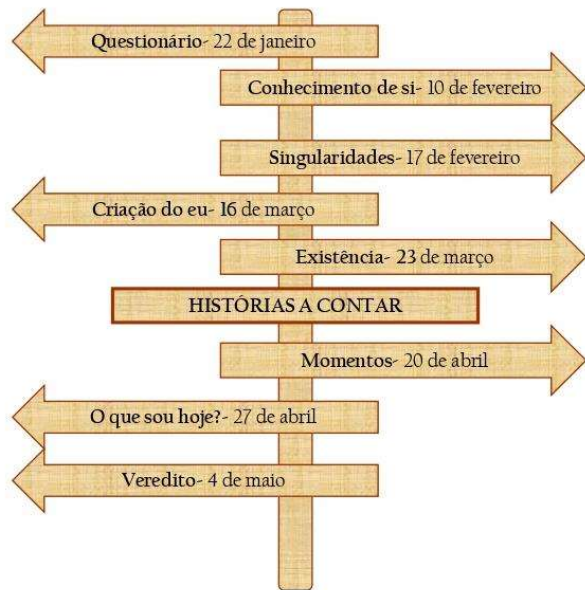 Questionário- 22 de janeiro
Conhecimento de si- 10 de fevereiro
Singularidades- 17 de fevereiro
Criação do eu- 16 de março
Existência- 23 de março
HISTÓRIAS A CONTAR
Momentos- 20 de abril
O que sou hoje?- 27 de abril
Veredito- 4 de maio